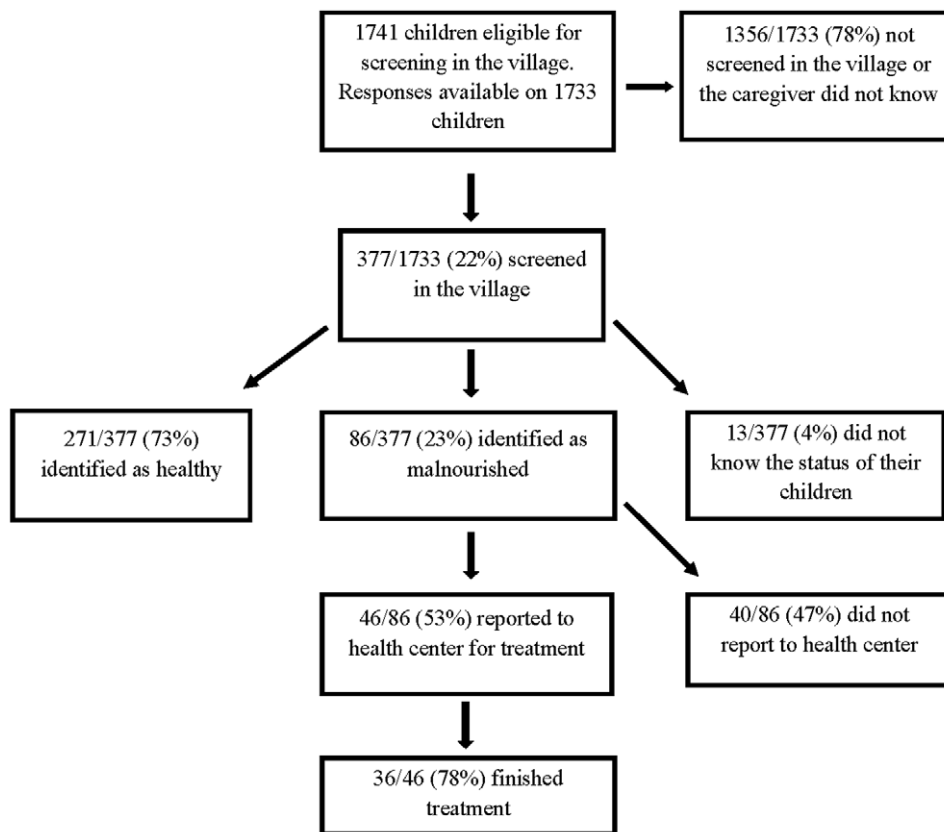 1741 children eligible for
screening in the village.
Responses available on 1733
children
1356/1733 (78%) not
screened in the village or
the caregiver did not know
377/1733 (22%) screened
in the village
271/377 (73%)
identified as healthy
86/377 (23%) identified as
malnourished
13/377 (4%) did not
know the status of their
children
46/86 (53%) reported to
health center for treatment
40/86 (47%) did not
report to health center
36/46 (78%) finished
treatment